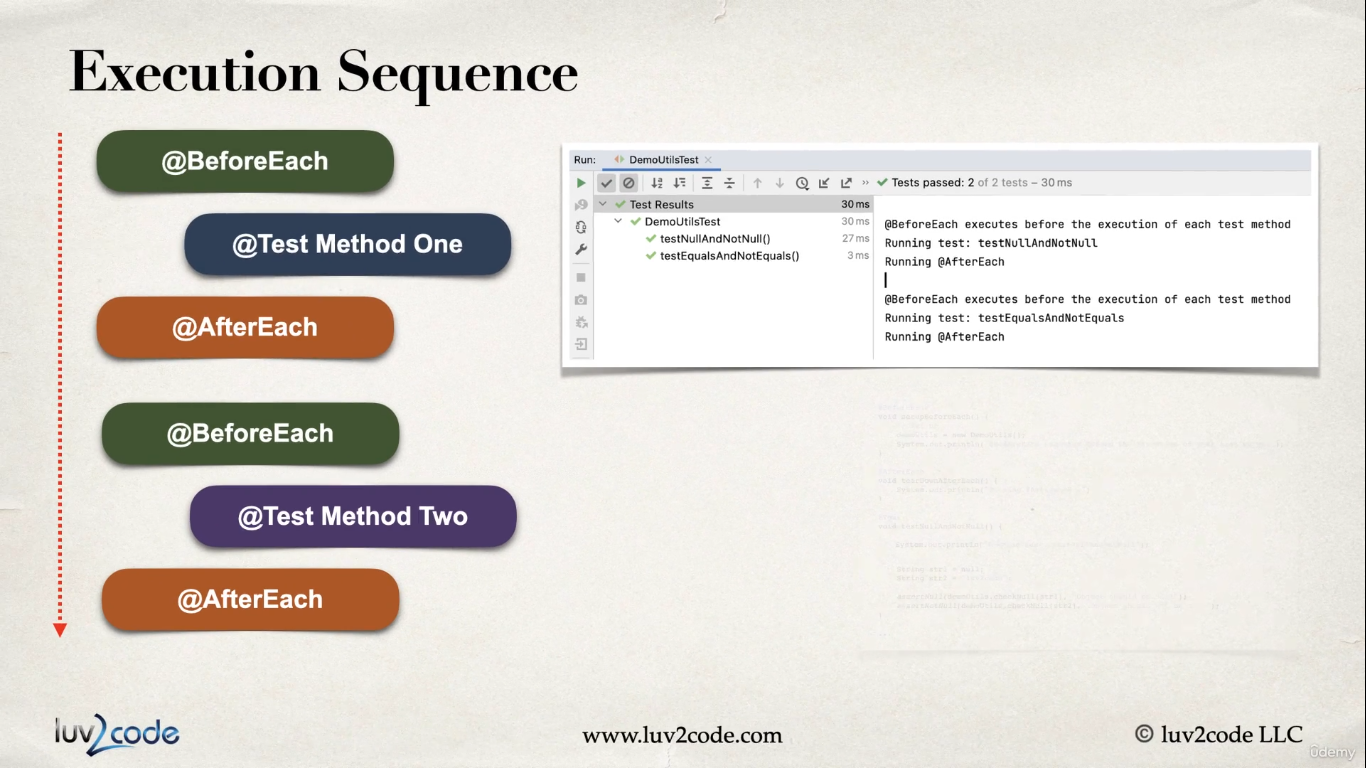 Execution Sequence
@BeforeEach
@Test Method One
@AfterEach
@BeforeEach
@Test Method Two
@AfterEach
Run: DemoUtilsTest
Tests passed: 2 of 2 tests – 30 ms
Test Results 30 ms
DemoUtilsTest 30 ms
testNullAndNotNull() 27 ms
testEqualsAndNotEquals() 3 ms
@BeforeEach executes before the execution of each test method
Running test: testNullAndNotNull
Running @AfterEach
@BeforeEach executes before the execution of each test method
Running test: testEqualsAndNotEquals
Running @AfterEach
luv2code
www.luv2code.com
© luv2code LLC
ûdemy